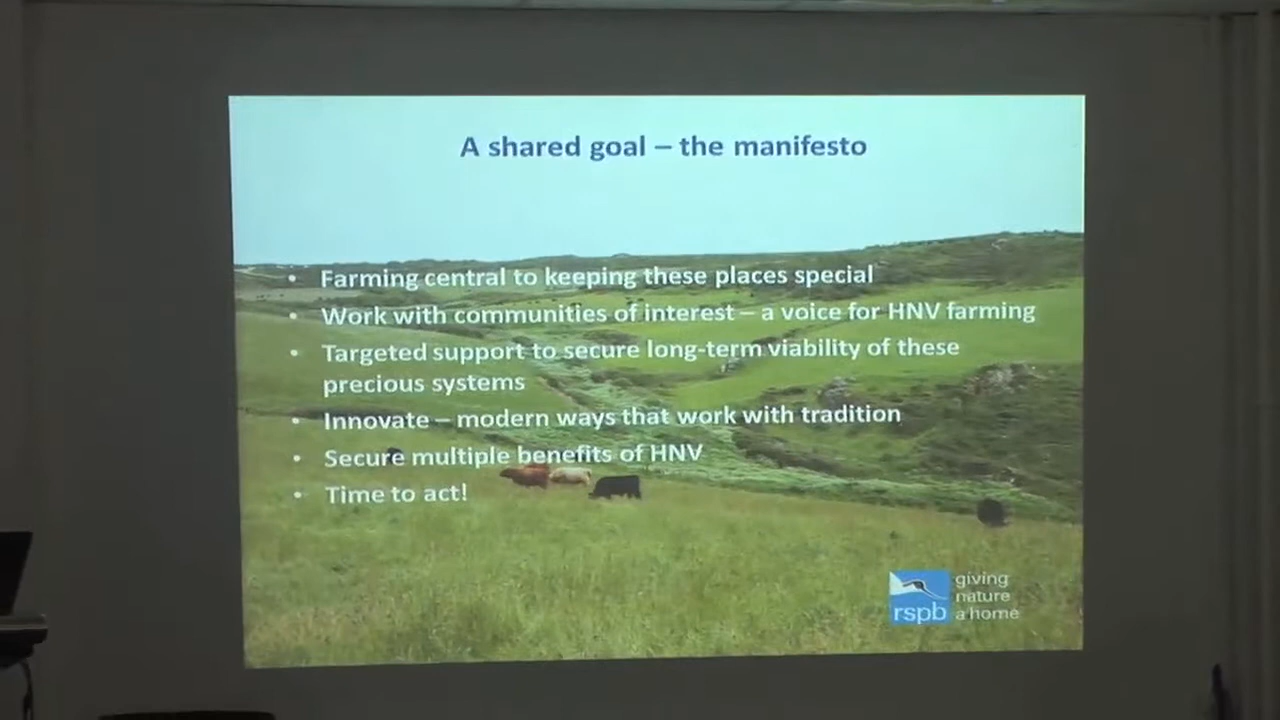 A shared goal – the manifesto
• Farming central to keeping these places special
• Work with communities of interest – a voice for HNV farming
• Targeted support to secure long-term viability of these
precious systems
• Innovate – modern ways that work with tradition
• Secure multiple benefits of HNV
• Time to act!
rspb
giving
nature
a home